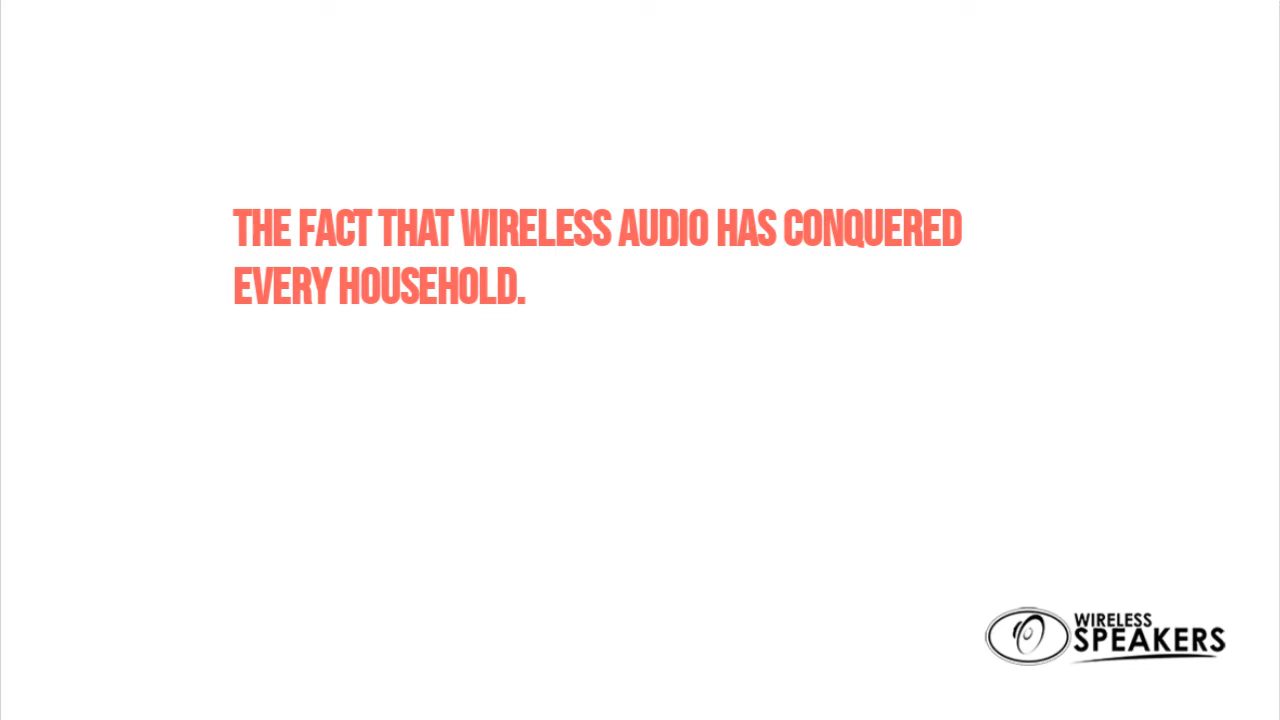 THE FACT THAT WIRELESS AUDIO HAS CONQUERED
EVERY HOUSEHOLD.
WIRELESS
SPEAKERS